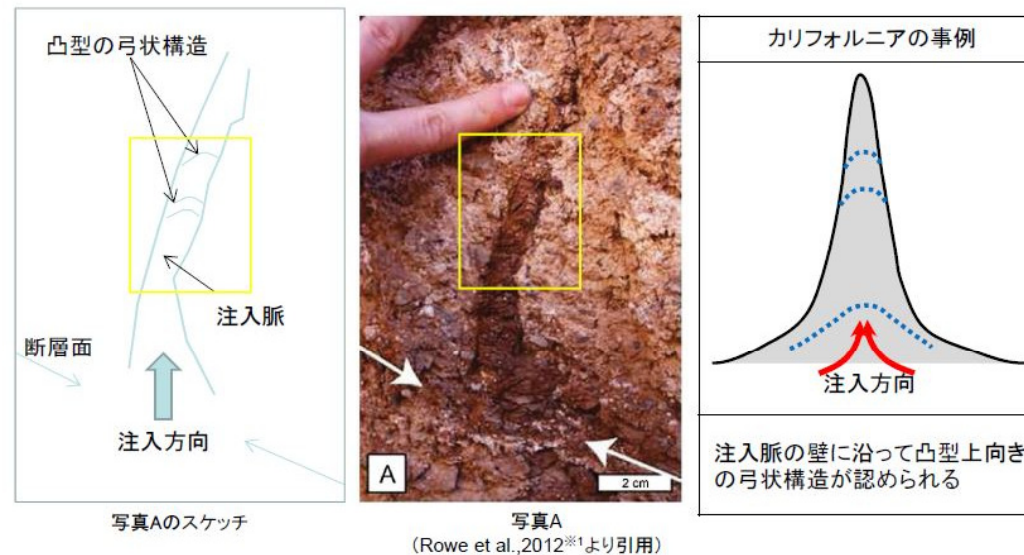 凸型の弓状構造
注入脈
断層面
注入方向
写真Aのスケッチ
A
2 cm
写真A
(Rowe et al.,2012※1より引用)
カリフォルニアの事例
注入方向
注入脈の壁に沿って凸型上向き
の弓状構造が認められる